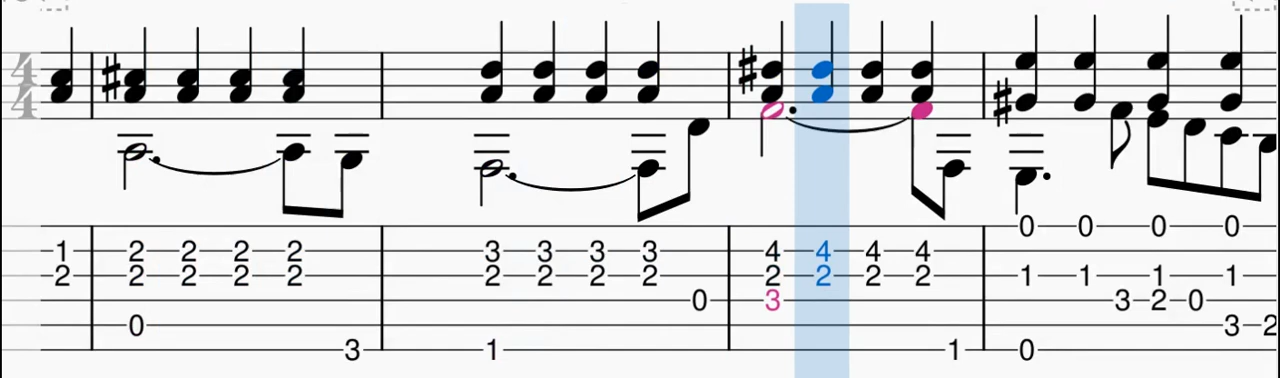 4
4
1 2 2 2 2 3 3 3 3 4 4 4 4 0 0 0 0
2 2 2 2 2 2 2 2 2 2 2 2 2 1 1 1 1
0 3 3 2 0
0 3 2
3 1 1 0